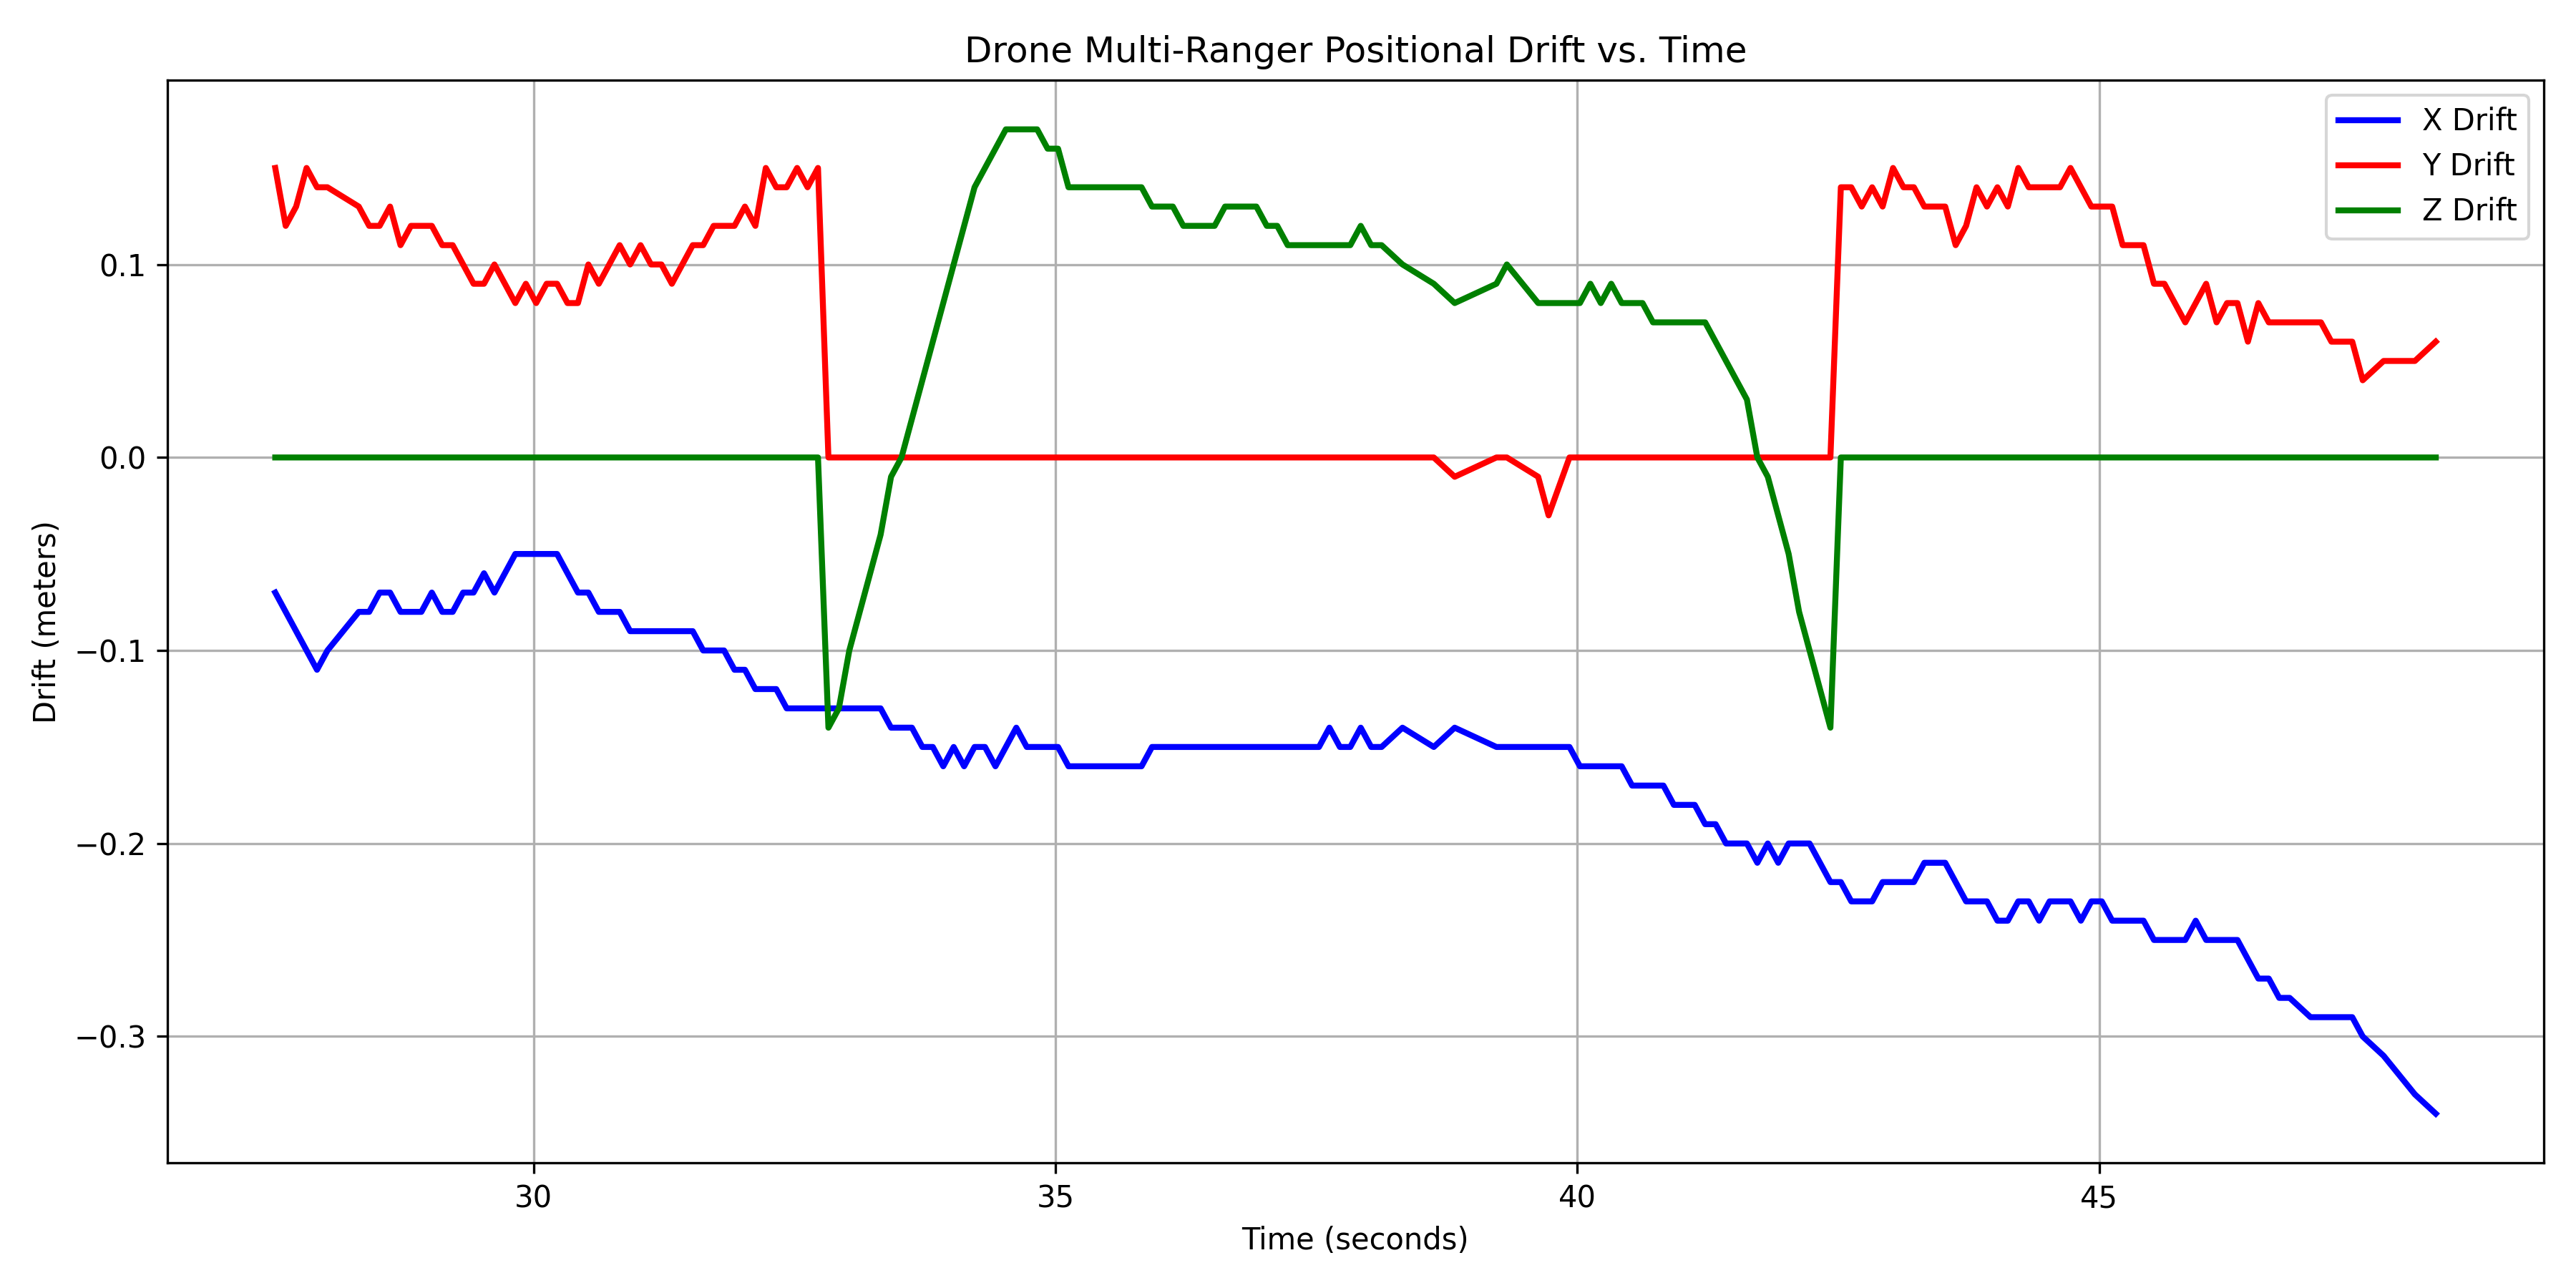 Drone Multi-Ranger Positional Drift vs. Time
X Drift
Y Drift
Z Drift
Drift (meters)
0.1
0.0
−0.1
−0.2
−0.3
30 35 40 45
Time (seconds)